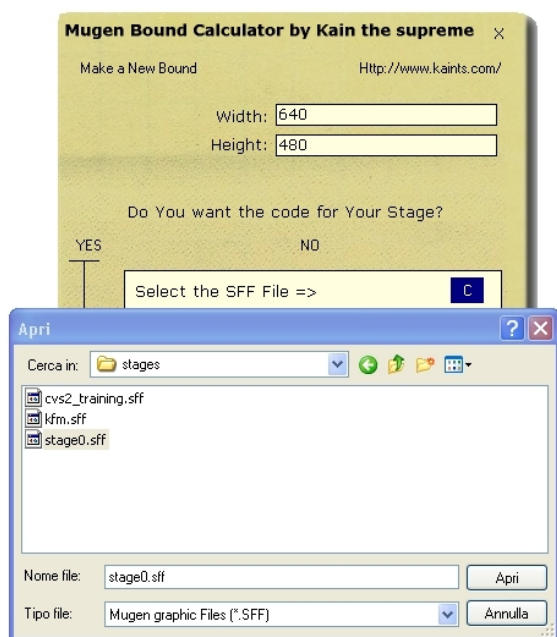 Mugen Bound Calculator by Kain the supreme X
Make a New Bound Http://www.kaints.com/
Width: 640
Height: 480
Do You want the code for Your Stage?
YES NO
Select the SFF File => C
Apri ? X
Cerca in: stages
cvs2_training.sff
kfm.sff
stage0.sff
Nome file: stage0.sff Apri
Tipo file: Mugen graphic Files (*.SFF) Annulla